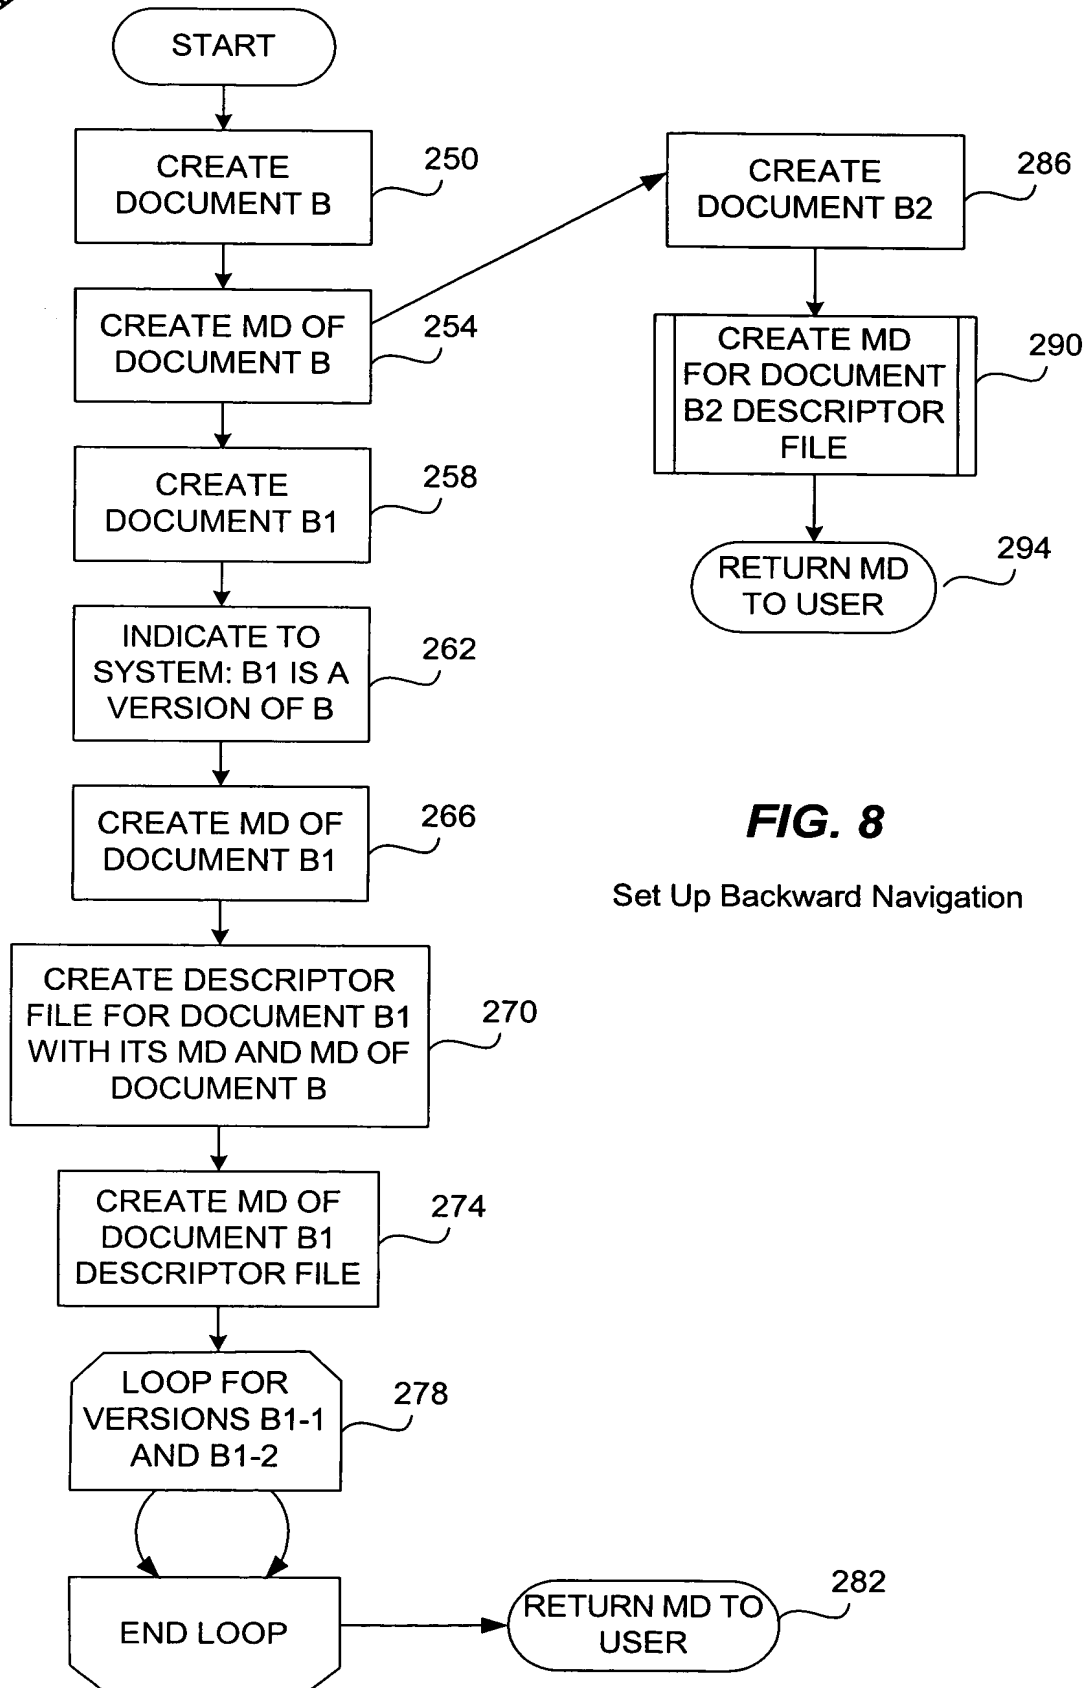 START
CREATE
DOCUMENT B
250
CREATE MD OF
DOCUMENT B
254
CREATE
DOCUMENT B1
258
INDICATE TO
SYSTEM: B1 IS A
VERSION OF B
262
CREATE MD OF
DOCUMENT B1
266
CREATE DESCRIPTOR
FILE FOR DOCUMENT B1
WITH ITS MD AND MD OF
DOCUMENT B
270
CREATE MD OF
DOCUMENT B1
DESCRIPTOR FILE
274
LOOP FOR
VERSIONS B1-1
AND B1-2
278
END LOOP
RETURN MD TO
USER
282
CREATE
DOCUMENT B2
286
CREATE MD
FOR DOCUMENT
B2 DESCRIPTOR
FILE
290
RETURN MD
TO USER
294
FIG. 8
Set Up Backward Navigation